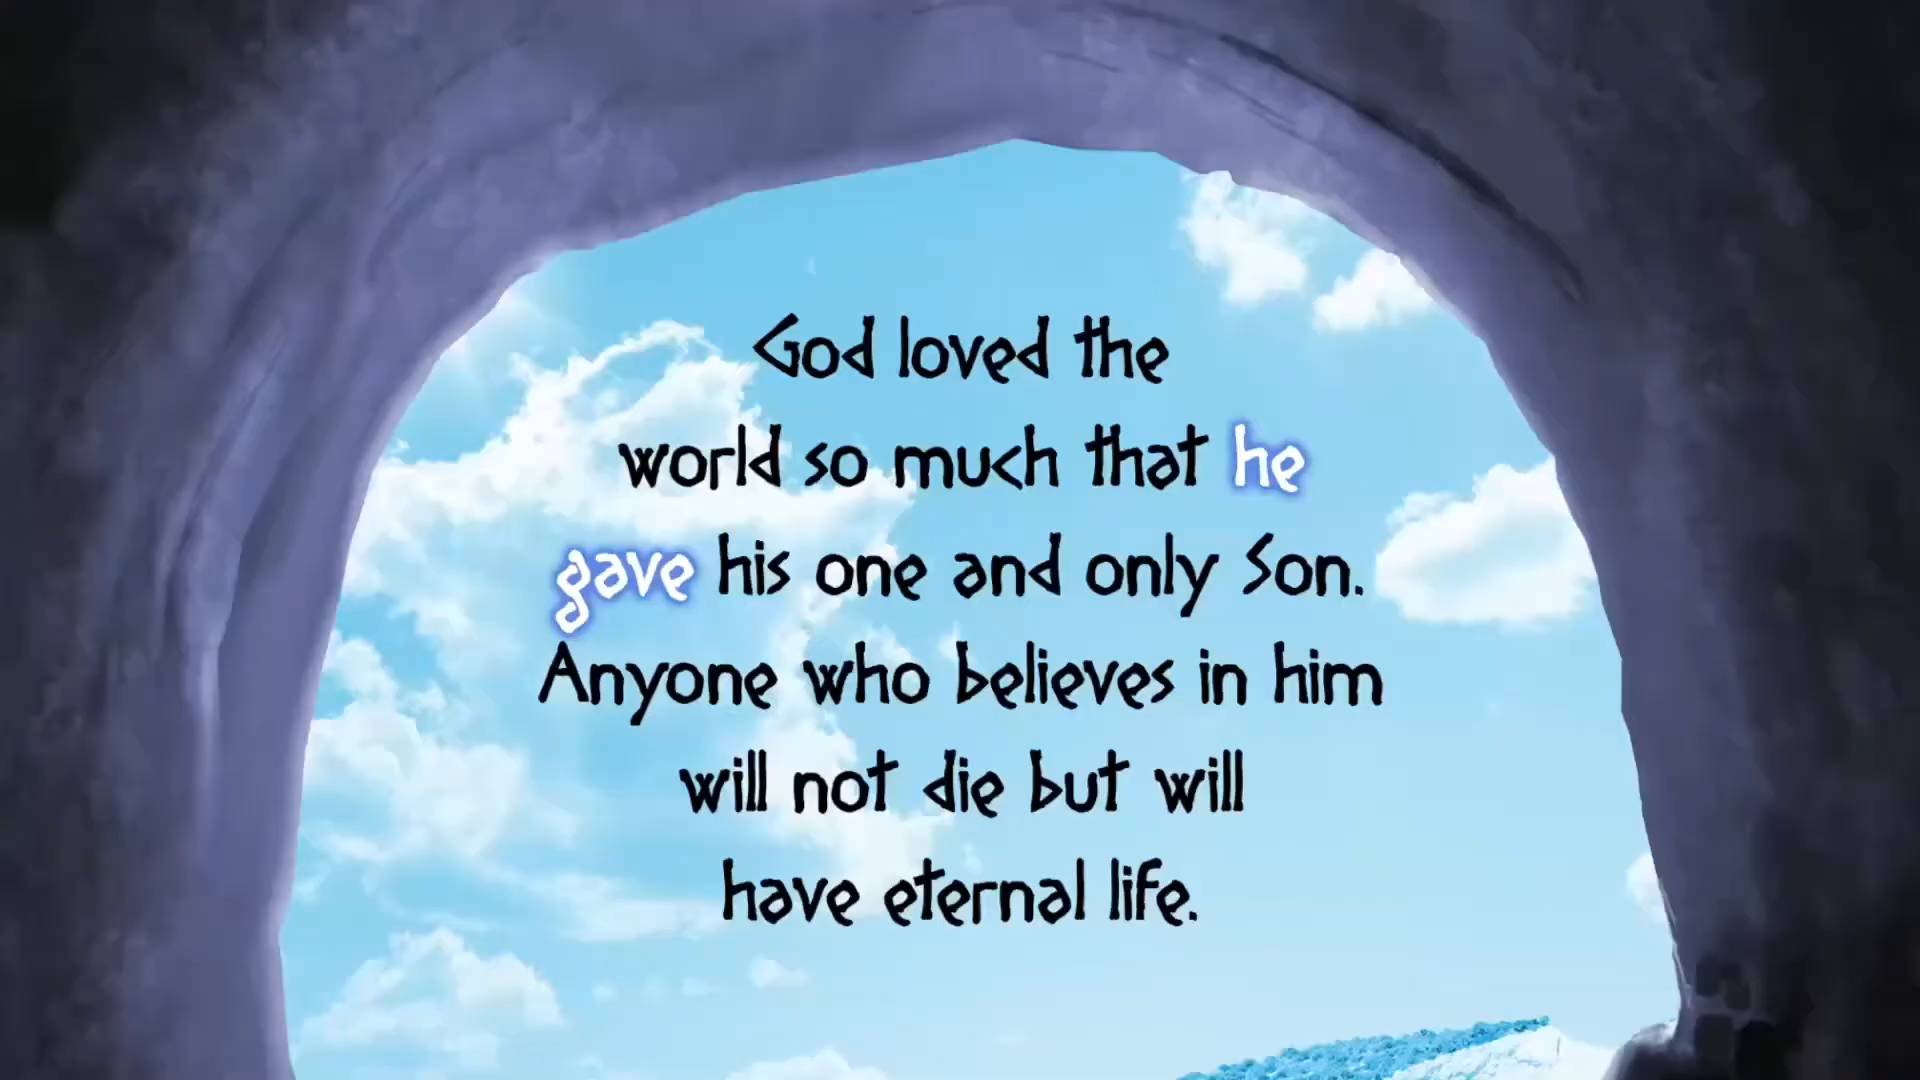 God loved the
world so much that he
gave his one and only Son.
Anyone who believes in him
will not die but will
have eternal life.